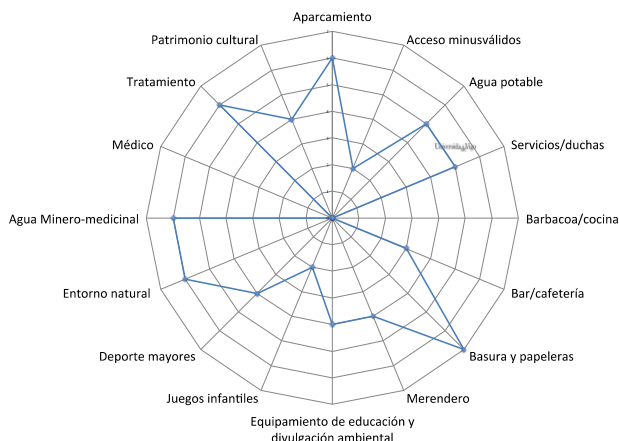 Aparcamiento
Patrimonio cultural
Acceso minusválidos
Tratamiento
Agua potable
Médico
Servicios/duchas
Agua Minero-medicinal
Barbacoa/cocina
Entorno natural
Bar/cafetería
Deporte mayores
Basura y papeleras
Juegos infantiles
Merendero
Equipamiento de educación y
divulgación ambiental